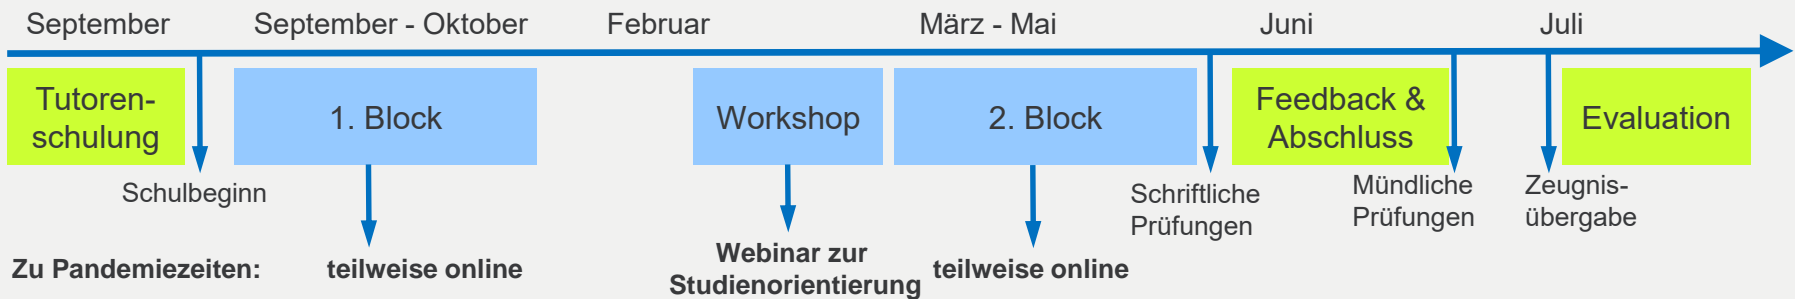 September
September - Oktober
Februar
März - Mai
Juni
Juli
Tutoren-
schulung
1. Block
Workshop
2. Block
Feedback &
Abschluss
Evaluation
Schulbeginn
Schriftliche
Prüfungen
Mündliche
Prüfungen
Zeugnis-
übergabe
Zu Pandemiezeiten:
teilweise online
Webinar zur
Studienorientierung
teilweise online